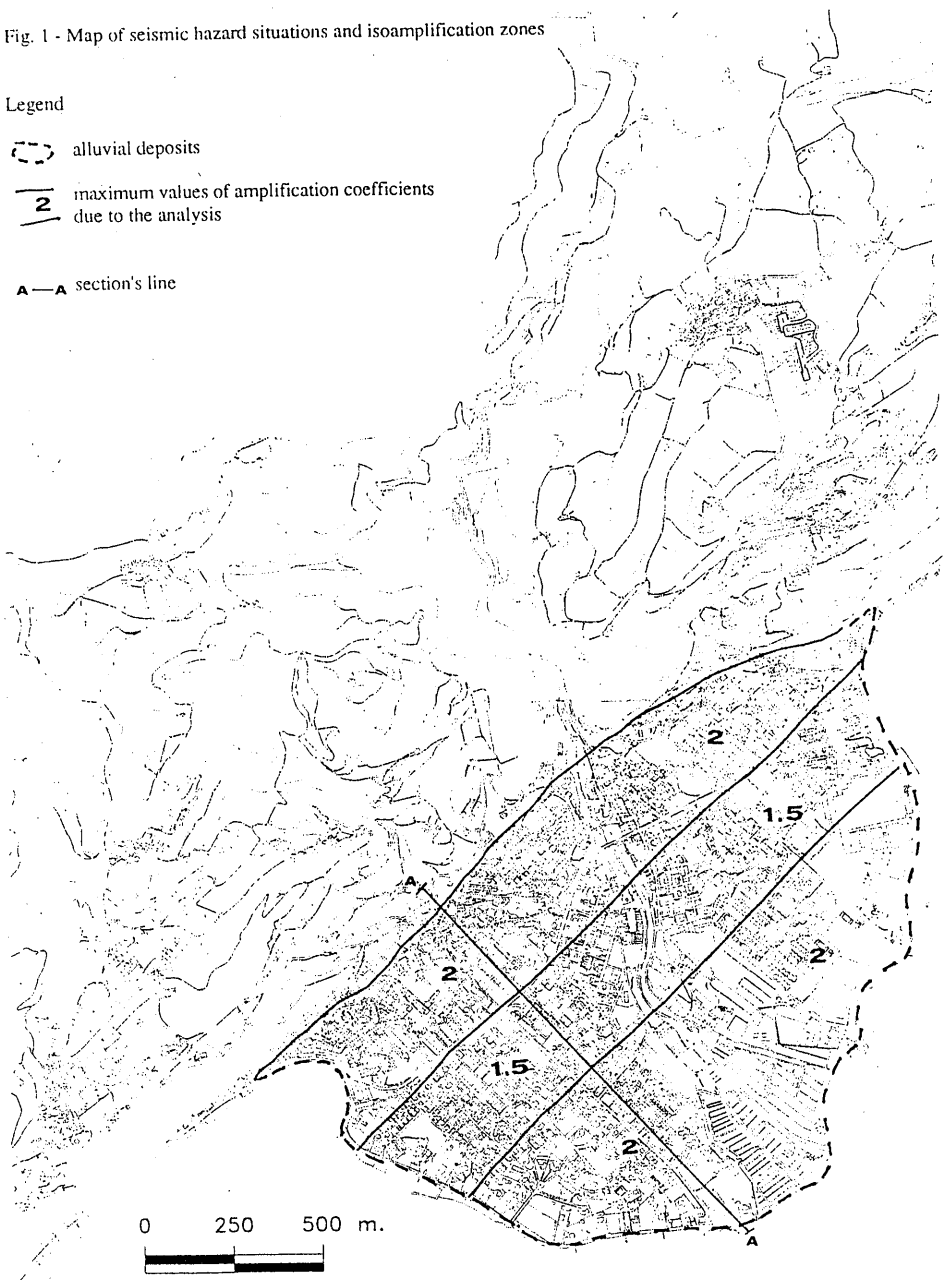 Fig. 1 - Map of seismic hazard situations and isoamplification zones
Legend
alluvial deposits
2 maximum values of amplification coefficients
due to the analysis
A—A section's line
2
1.5
A
2
2
1.5
2
A
0 250 500 m.